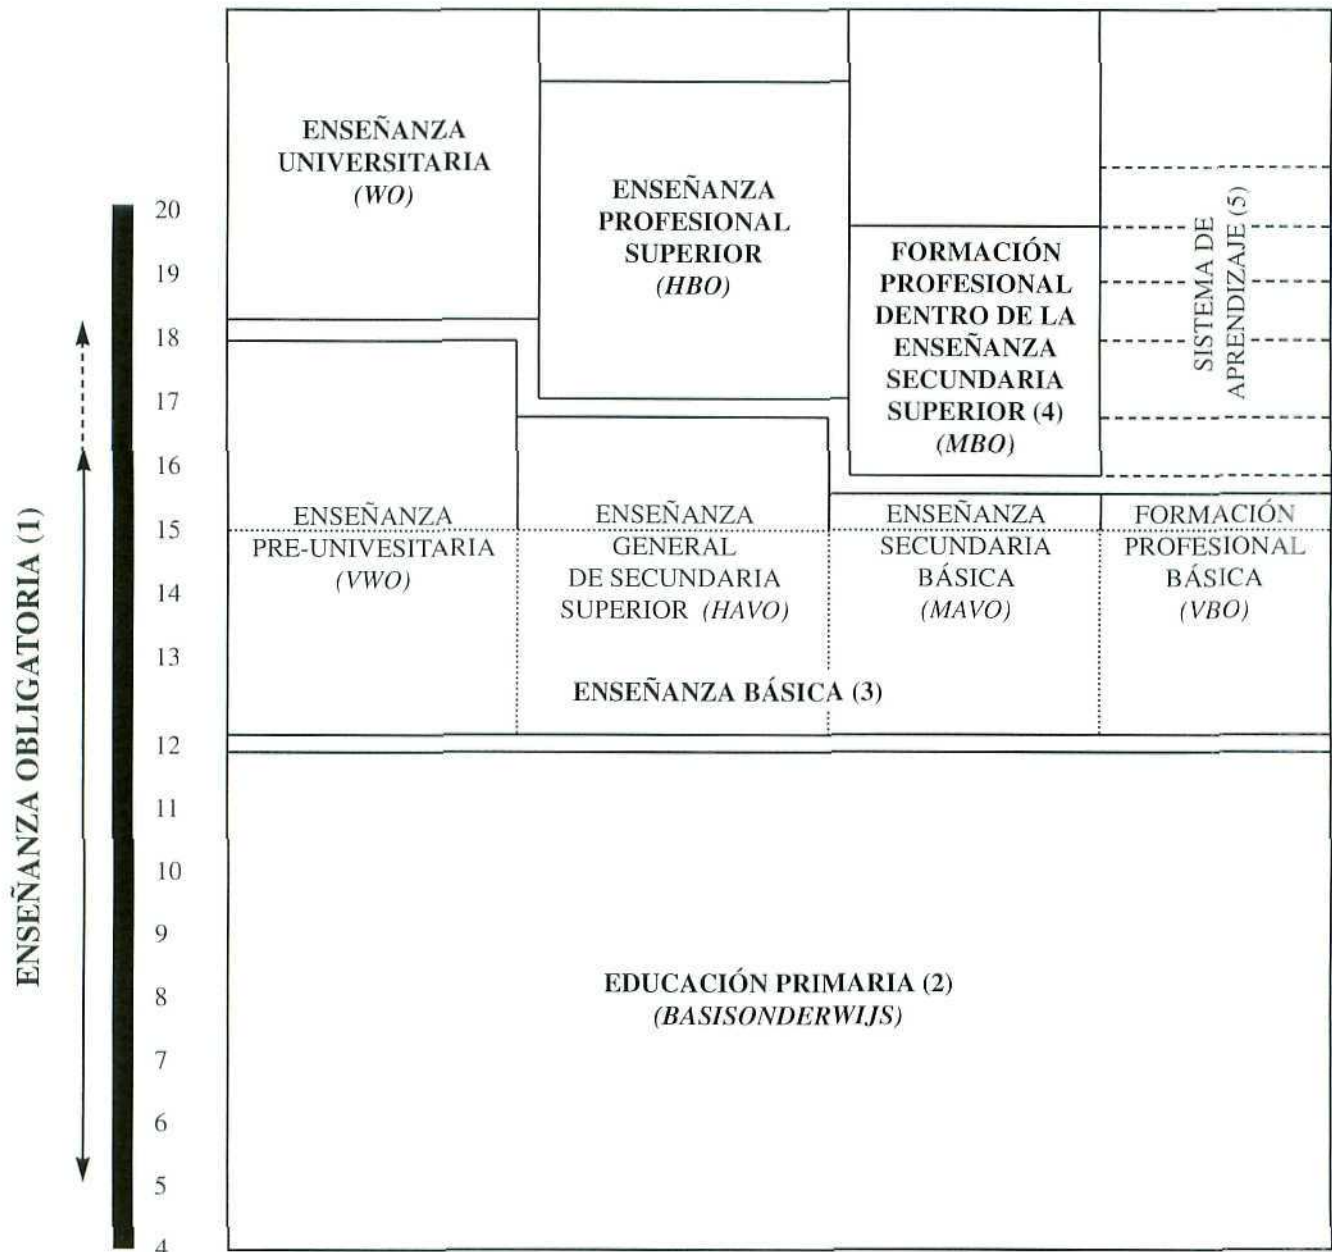 ENSEÑANZA
UNIVERSITARIA
(WO)
ENSEÑANZA
PROFESIONAL
SUPERIOR
(HBO)
FORMACIÓN
PROFESIONAL
DENTRO DE LA
ENSEÑANZA
SECUNDARIA
SUPERIOR (4)
(MBO)
SISTEMA DE
APRENDIZAJE (5)
ENSEÑANZA OBLIGATORIA (1)
20
19
18
17
16
15
14
13
12
11
10
9
8
7
6
5
4
ENSEÑANZA
PRE-UNIVESITARIA
(VWO)
ENSEÑANZA
GENERAL
DE SECUNDARIA
SUPERIOR (HAVO)
ENSEÑANZA
SECUNDARIA
BÁSICA
(MAVO)
FORMACIÓN
PROFESIONAL
BÁSICA
(VBO)
ENSEÑANZA BÁSICA (3)
EDUCACIÓN PRIMARIA (2)
(BASISONDERWIJS)